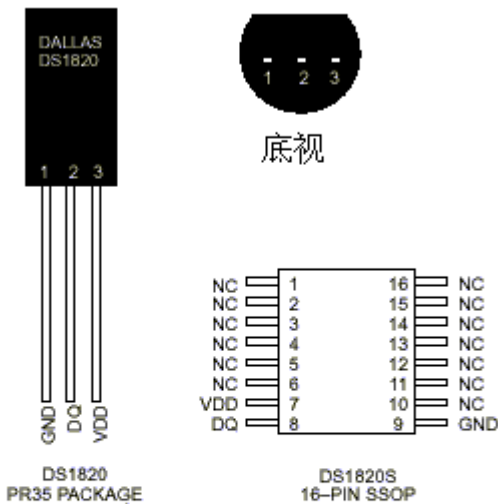 DALLAS
DS1820
1 2 3
GND DQ VDD
DS1820
PR35 PACKAGE
1 2 3
底视
NC 1 16 NC
NC 2 15 NC
NC 3 14 NC
NC 4 13 NC
NC 5 12 NC
NC 6 11 NC
VDD 7 10 NC
DQ 8 9 GND
DS1820S
16–PIN SSOP